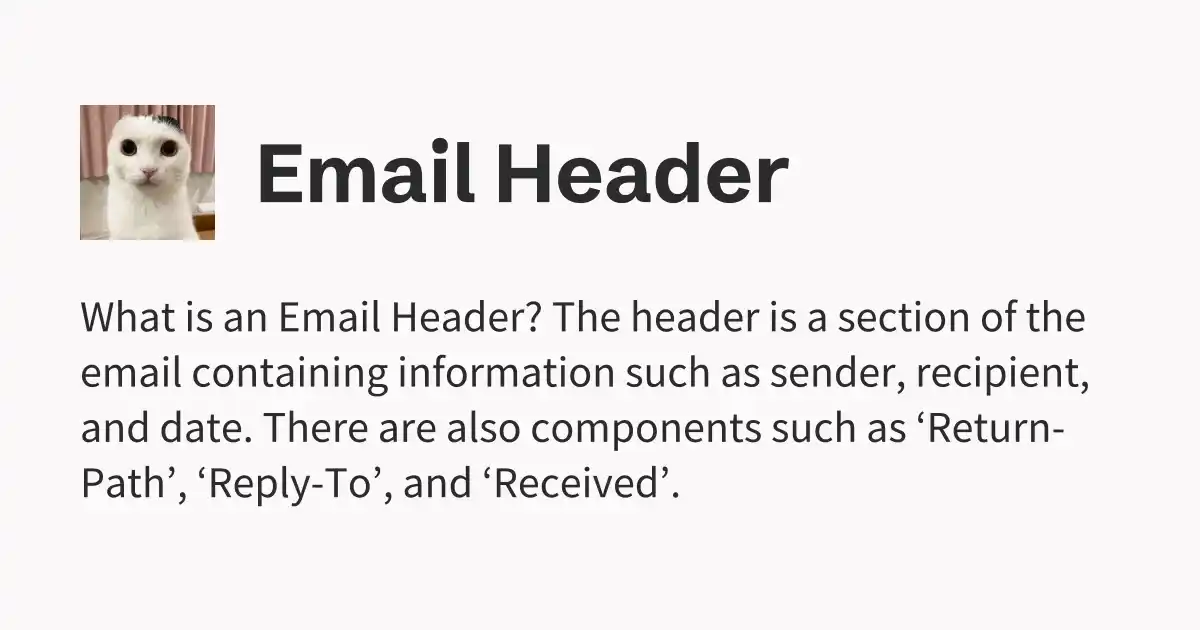 Email Header
What is an Email Header? The header is a section of the
email containing information such as sender, recipient,
and date. There are also components such as ‘Return-
Path’, ‘Reply-To’, and ‘Received’.